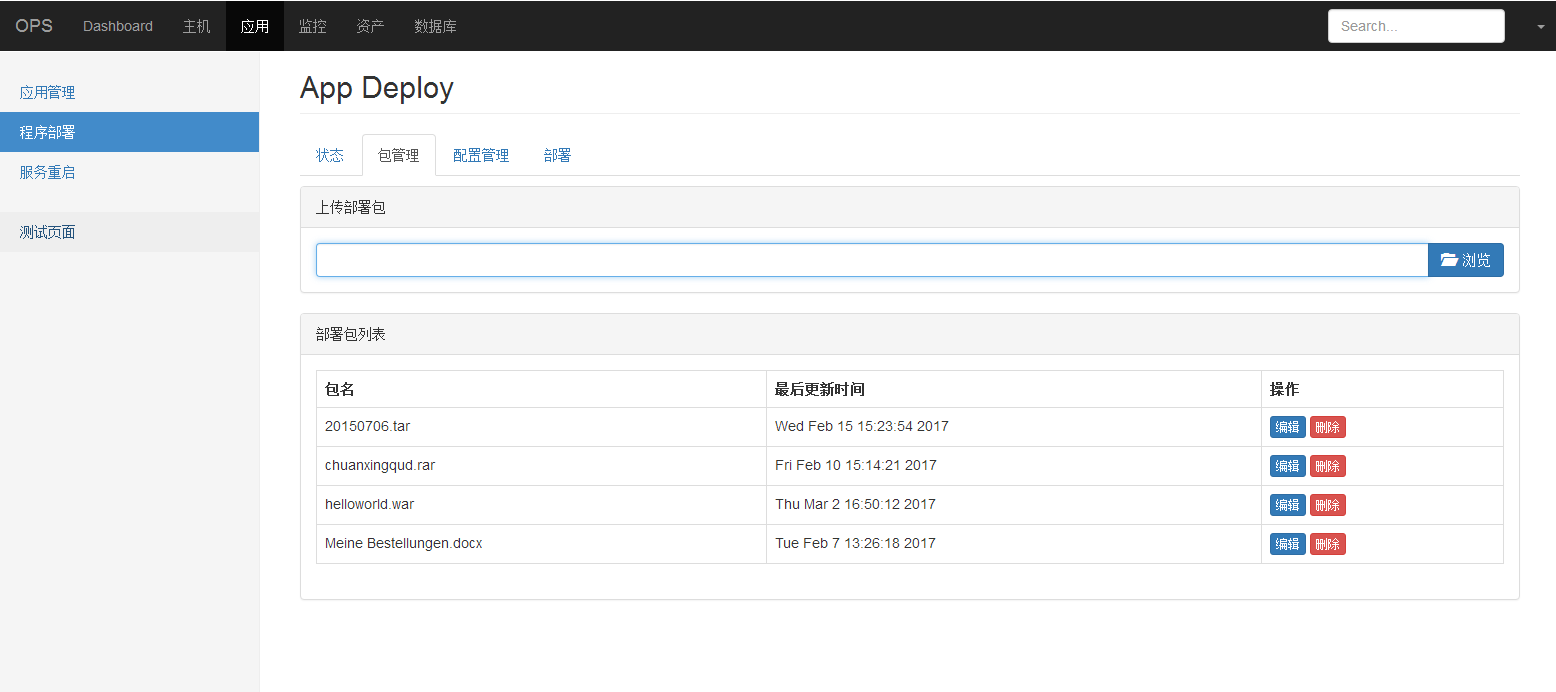 OPS Dashboard 主机 应用 监控 资产 数据库 Search...
应用管理
程序部署
服务重启
测试页面
App Deploy
状态 包管理 配置管理 部署
上传部署包
浏览
部署包列表
包名 最后更新时间 操作
20150706.tar Wed Feb 15 15:23:54 2017 编辑 删除
chuanxingqud.rar Fri Feb 10 15:14:21 2017 编辑 删除
helloworld.war Thu Mar 2 16:50:12 2017 编辑 删除
Meine Bestellungen.docx Tue Feb 7 13:26:18 2017 编辑 删除